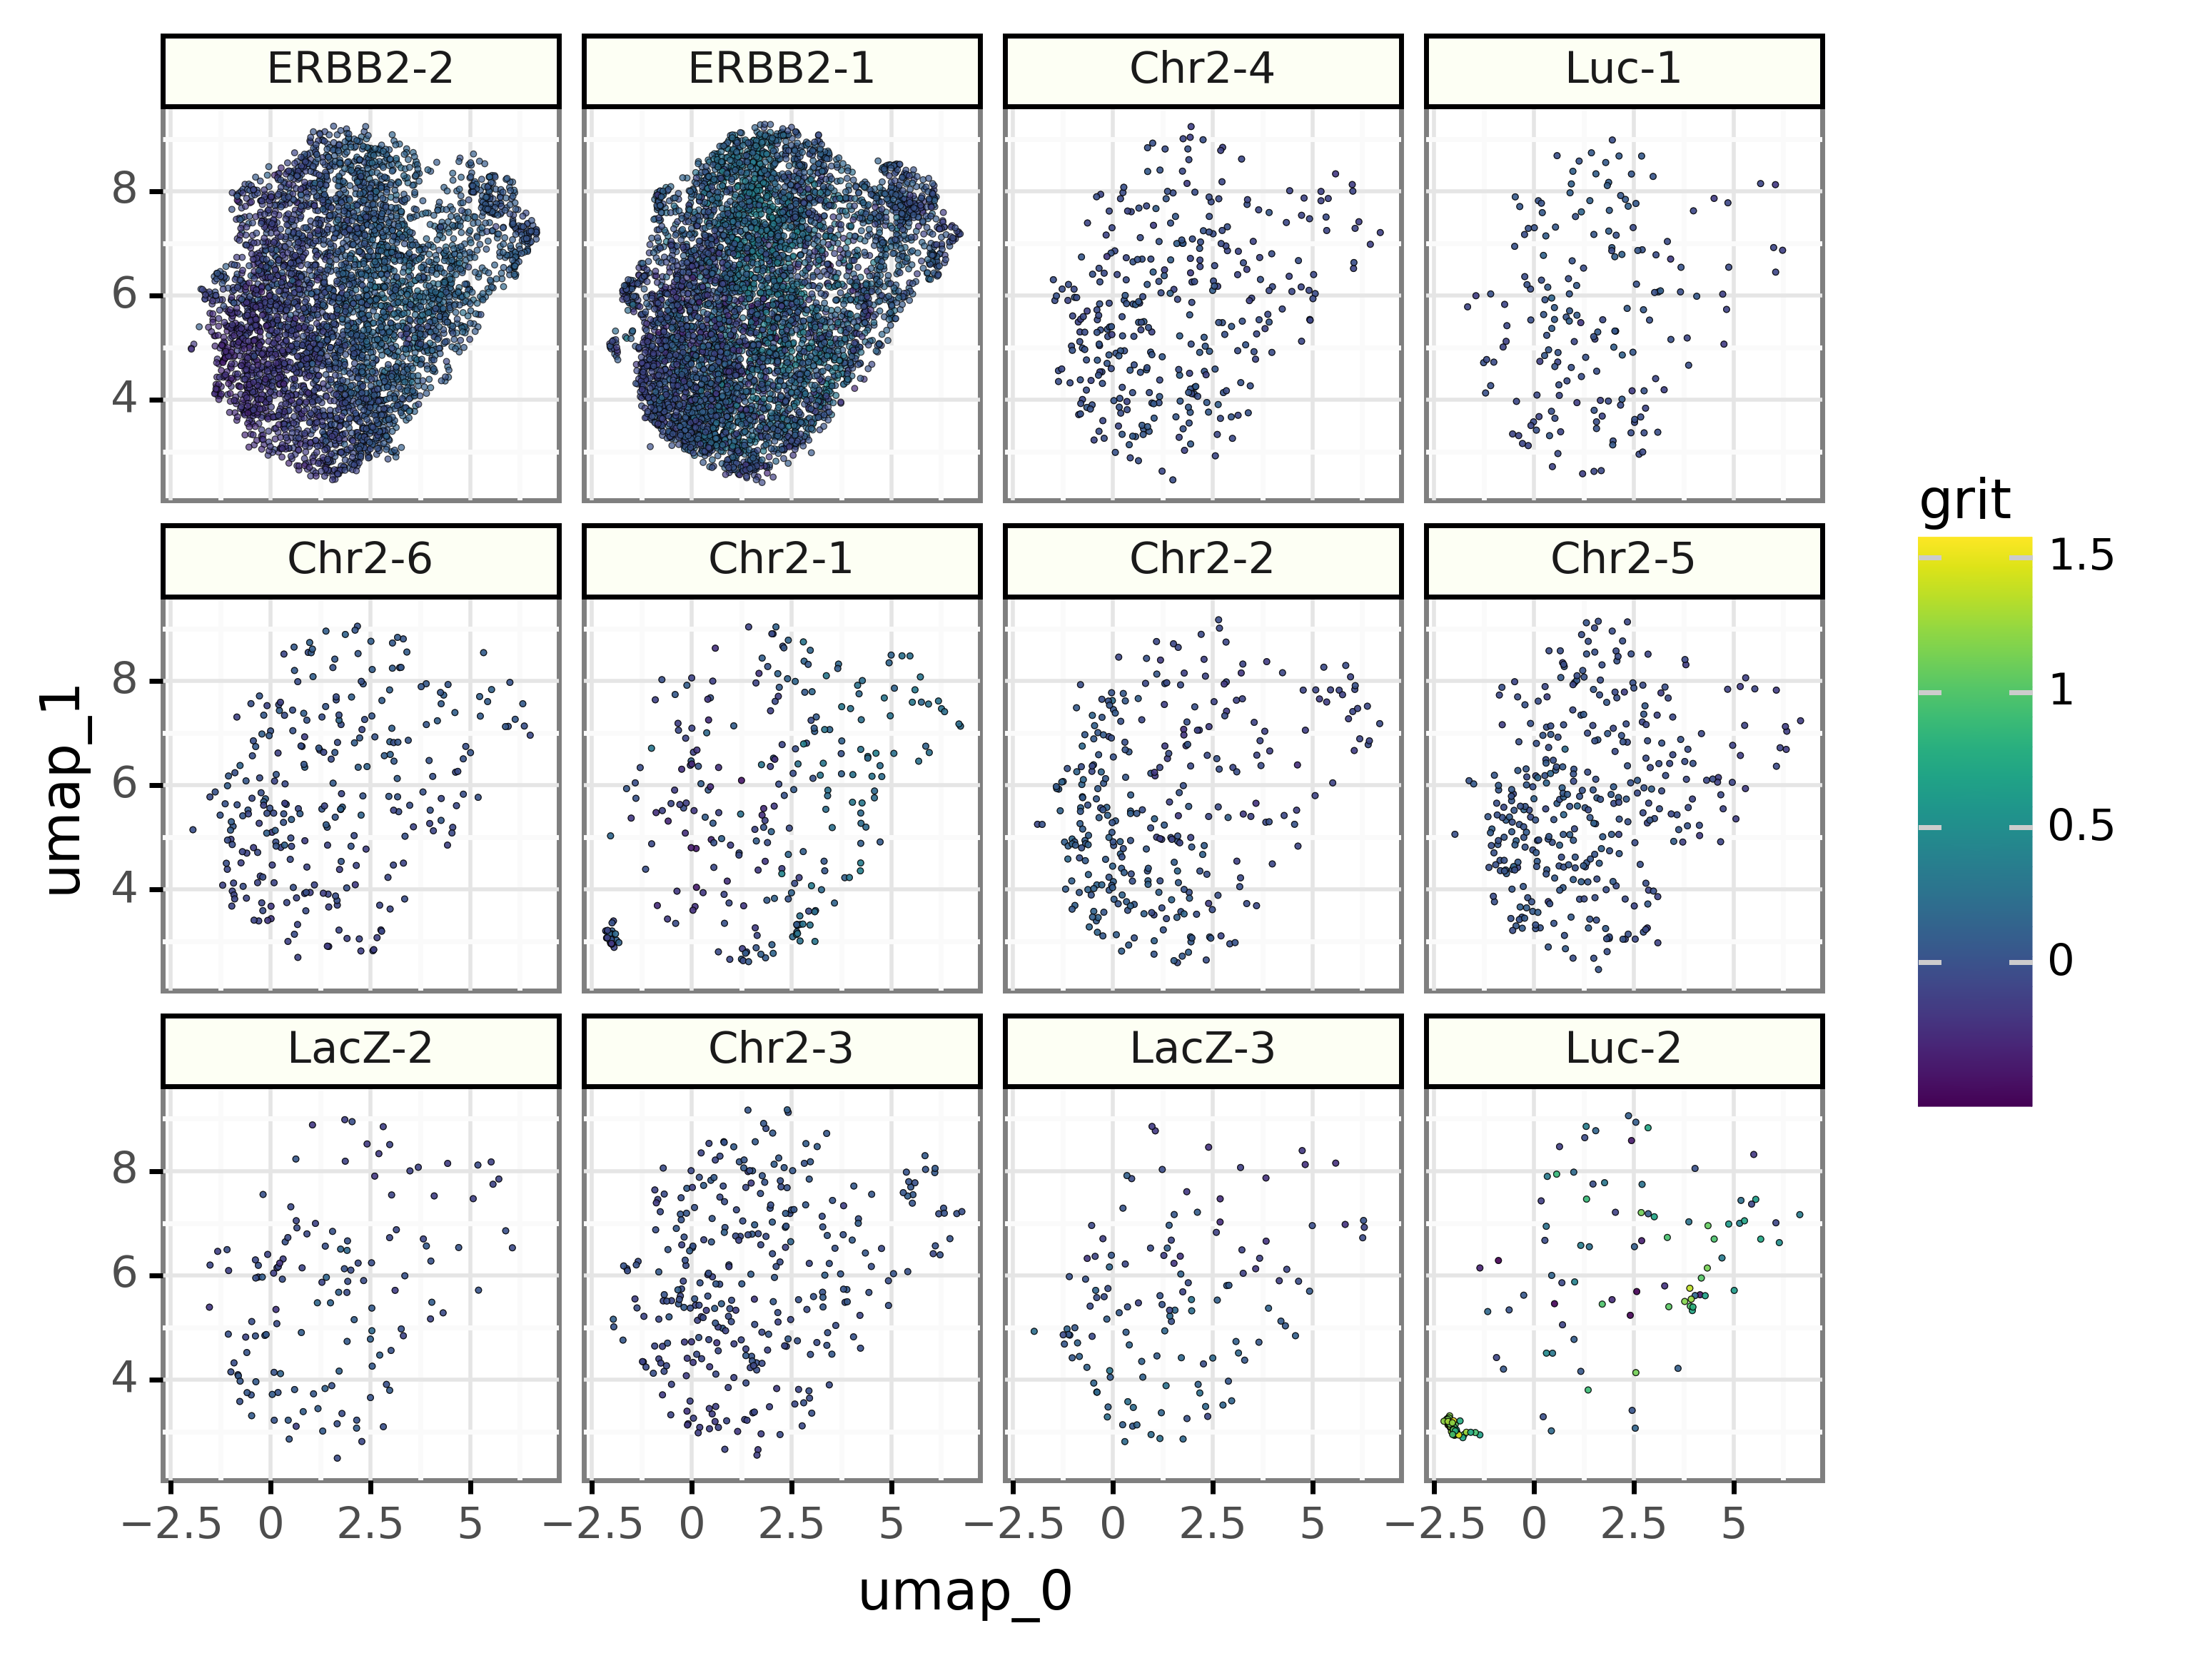 ERBB2-2 ERBB2-1 Chr2-4 Luc-1
8
6
4
Chr2-6 Chr2-1 Chr2-2 Chr2-5
8
6
4
LacZ-2 Chr2-3 LacZ-3 Luc-2
8
6
4
−2.5 0 2.5 5 −2.5 0 2.5 5 −2.5 0 2.5 5 −2.5 0 2.5 5
umap_0
umap_1
grit
1.5
1
0.5
0